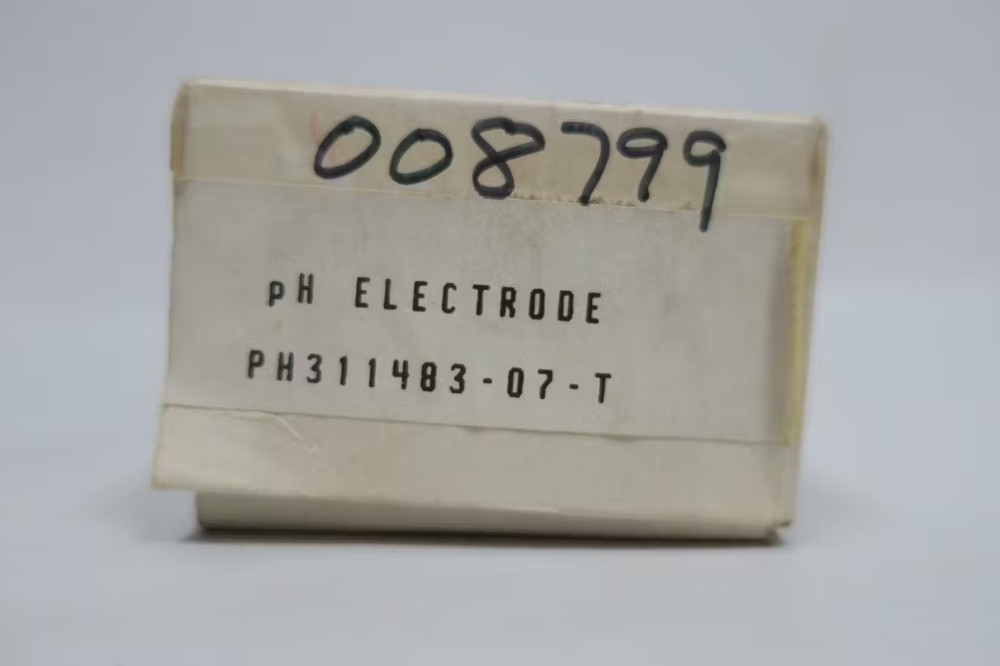 008799
pH ELECTRODE
PH311483-07-T